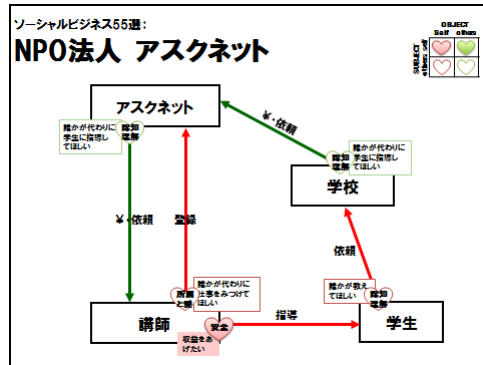 ソーシャルビジネス55選:
NPO法人 アスクネット
OBJECT
Self others
SUBJECT
others self
アスクネット
誰かが代わりに
学生に指導し
てほしい
認知
理解
¥・依頼
誰かが代わりに
学生に指導し
てほしい
認知
理解
学校
¥・依頼
登録
依頼
誰かが代わりに
仕事をみつけて
ほしい
所属
と愛
誰かが教え
てほしい
認知
理解
講師
安全
指導
学生
収益をあ
げたい